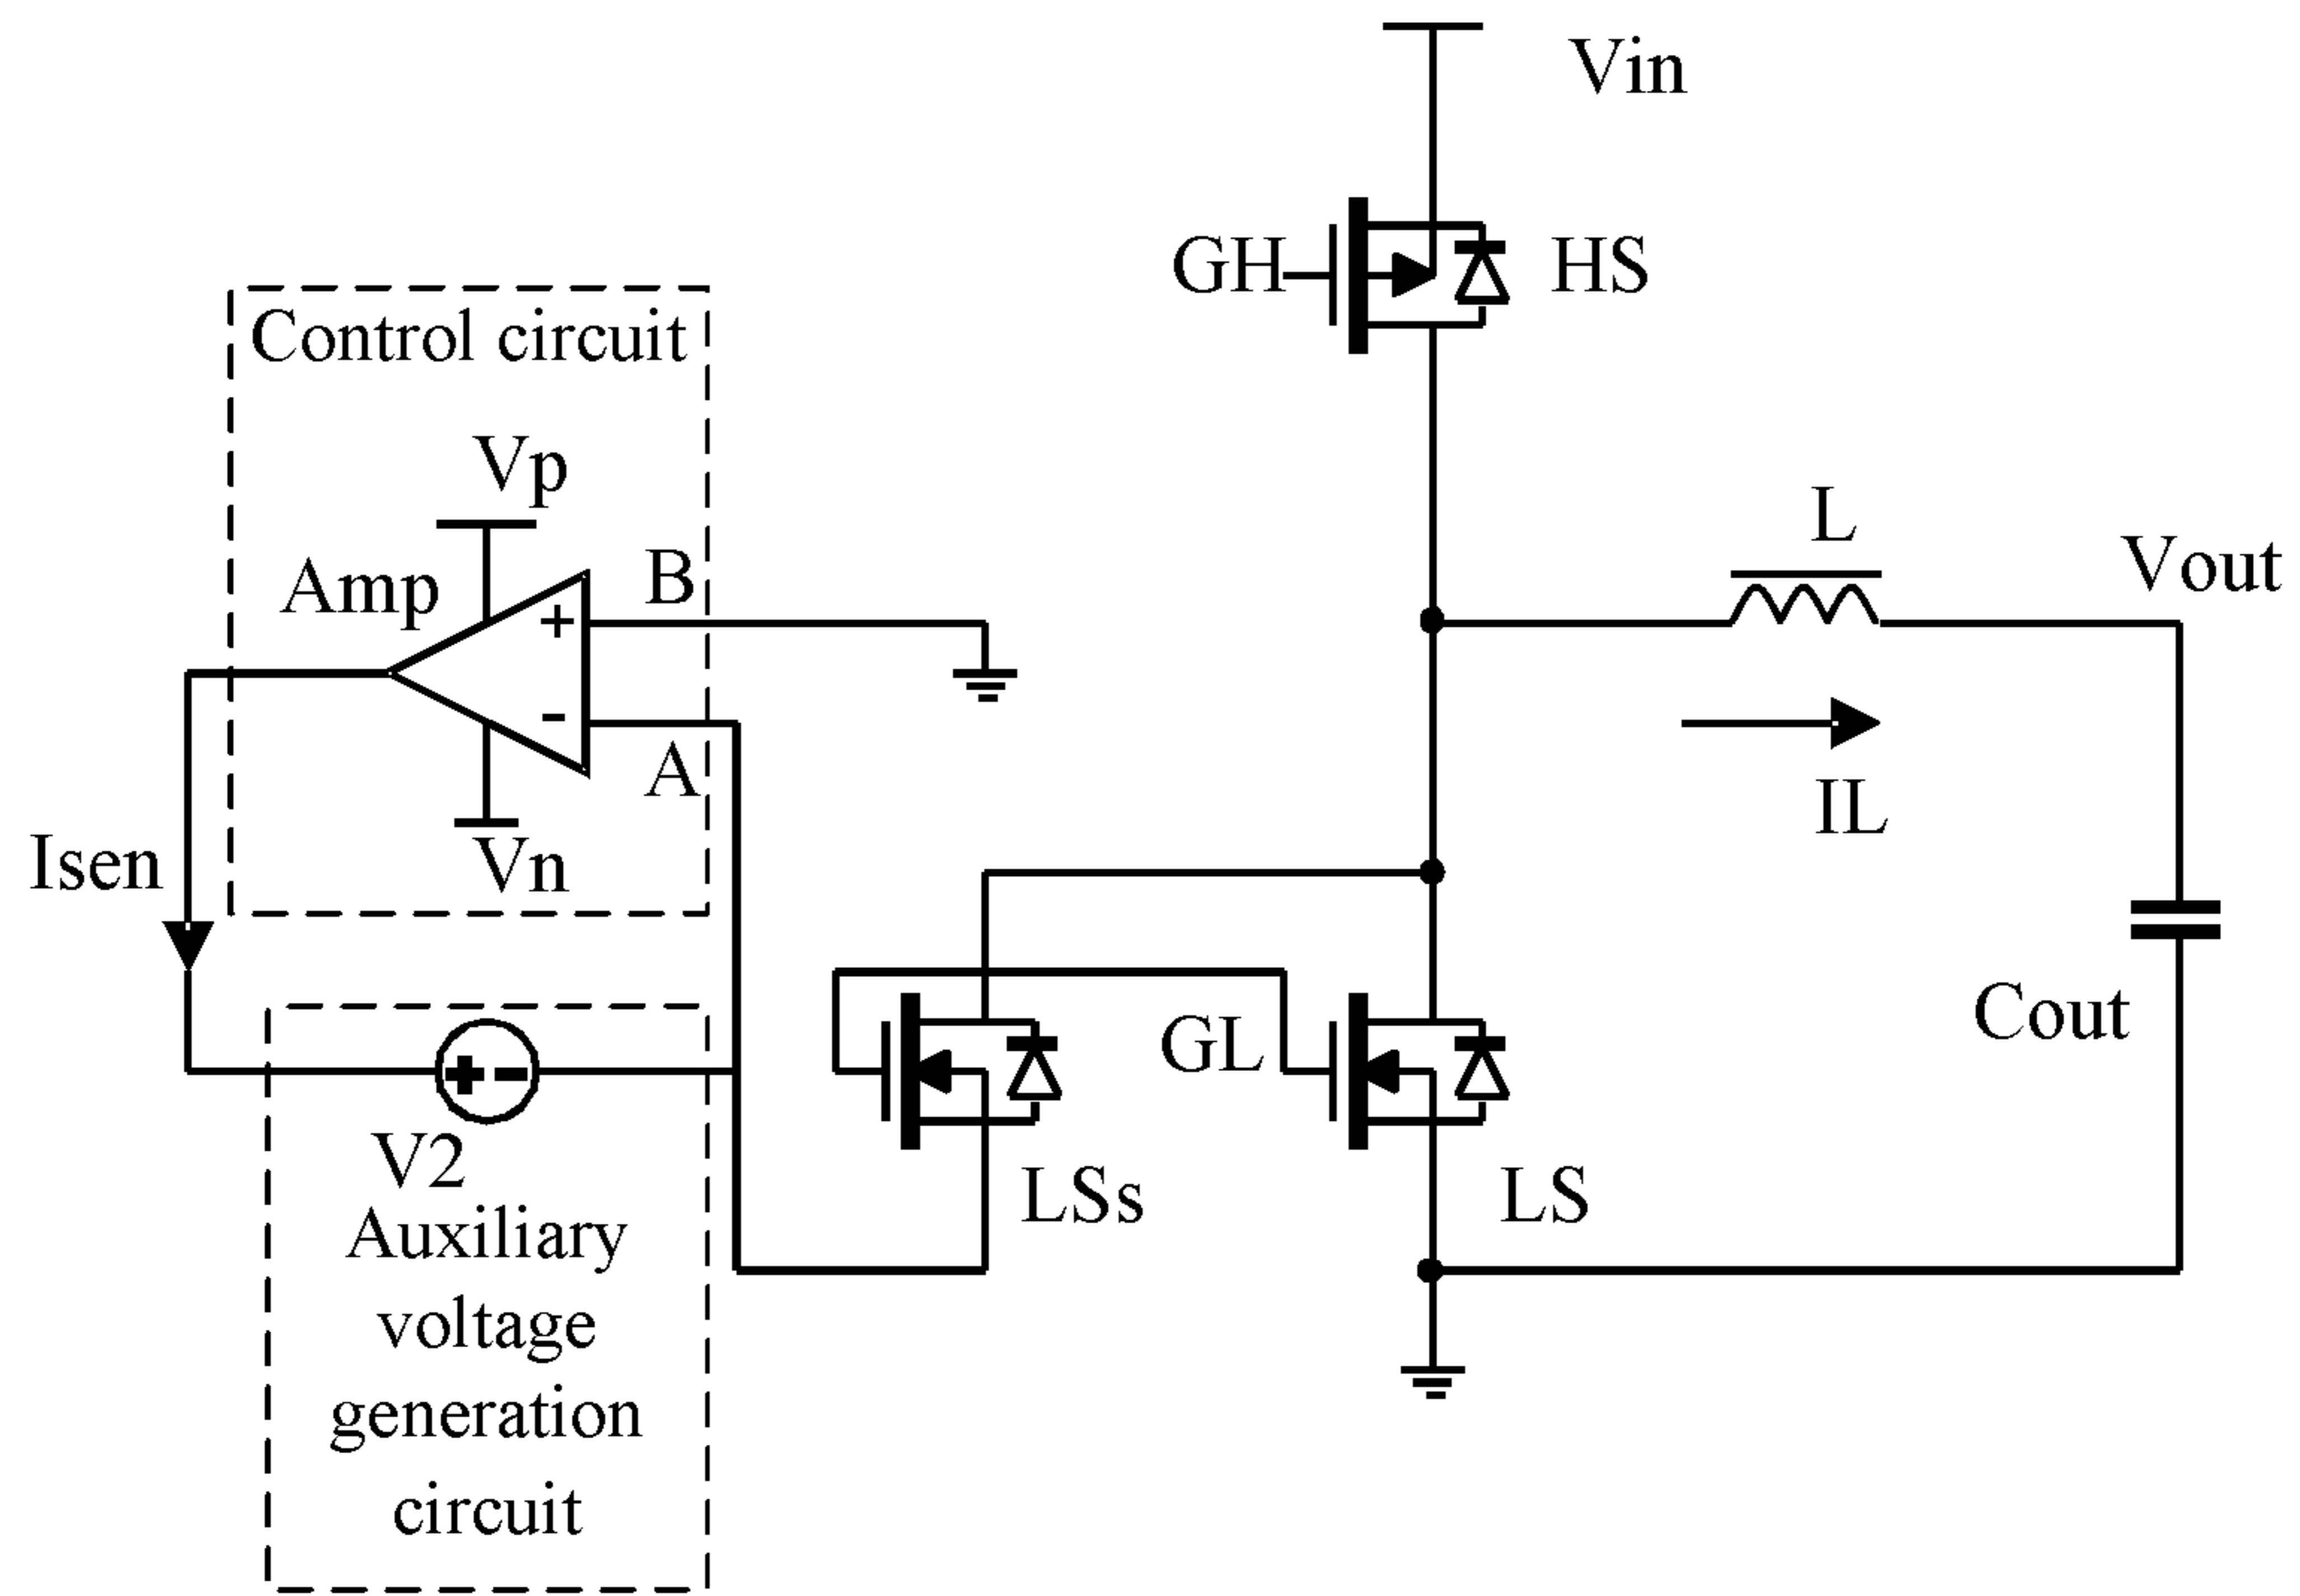 Vin
GH
HS
Control circuit
Vp
Amp
B
+
-
A
Vn
Isen
L
Vout
IL
Cout
GL
LSs
LS
+ -
V2
Auxiliary
voltage
generation
circuit